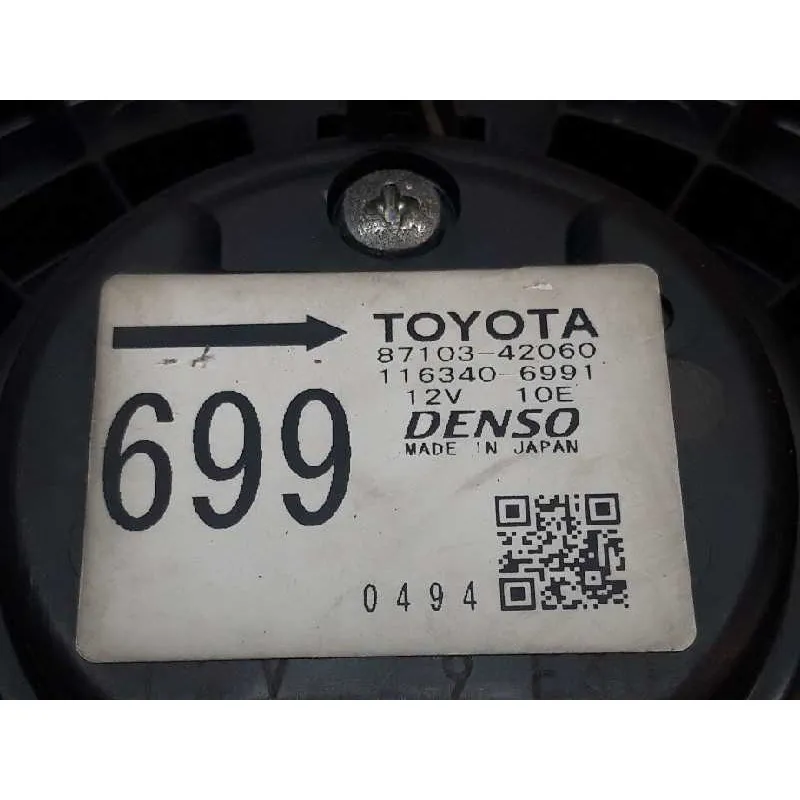 TOYOTA
87103-42060
116340-6991
12V 10E
DENSO
MADE IN JAPAN
699
0494